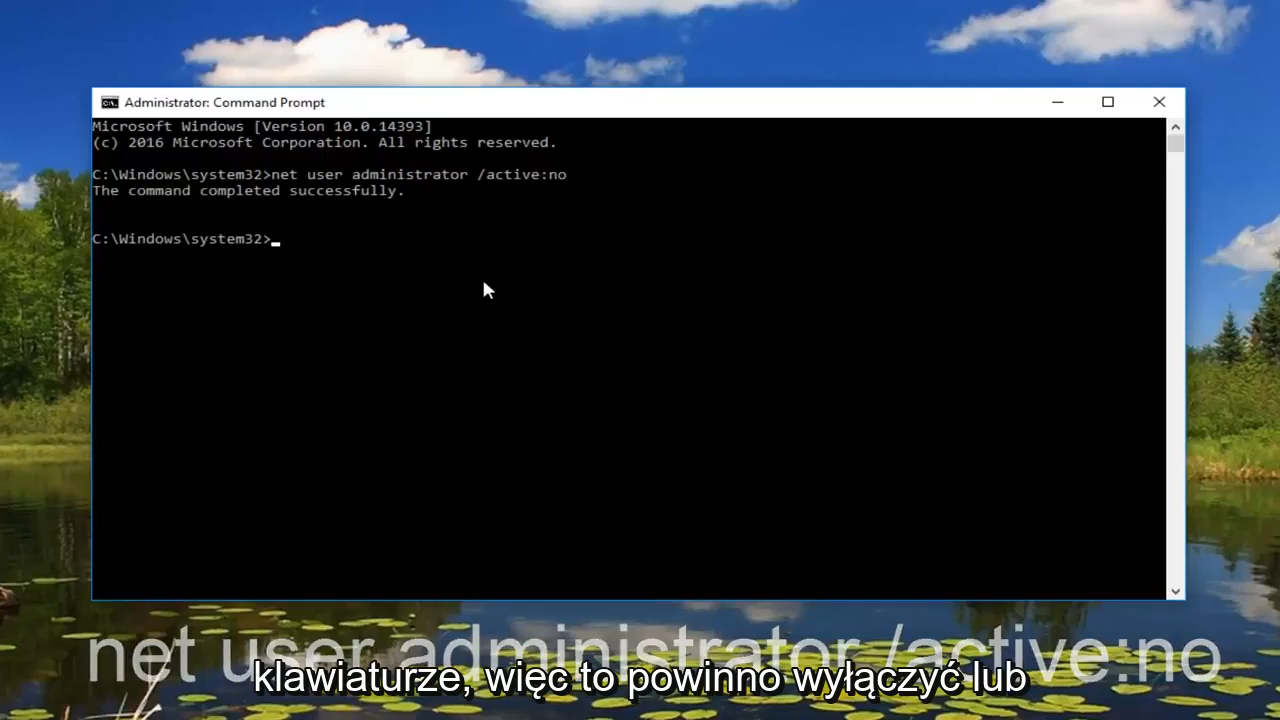 Administrator: Command Prompt
Microsoft Windows [Version 10.0.14393]
(c) 2016 Microsoft Corporation. All rights reserved.
C:\Windows\system32>net user administrator /active:no
The command completed successfully.
C:\Windows\system32>
net user administrator /active:no
klawiaturze, więc to powinno wyłączyć lub